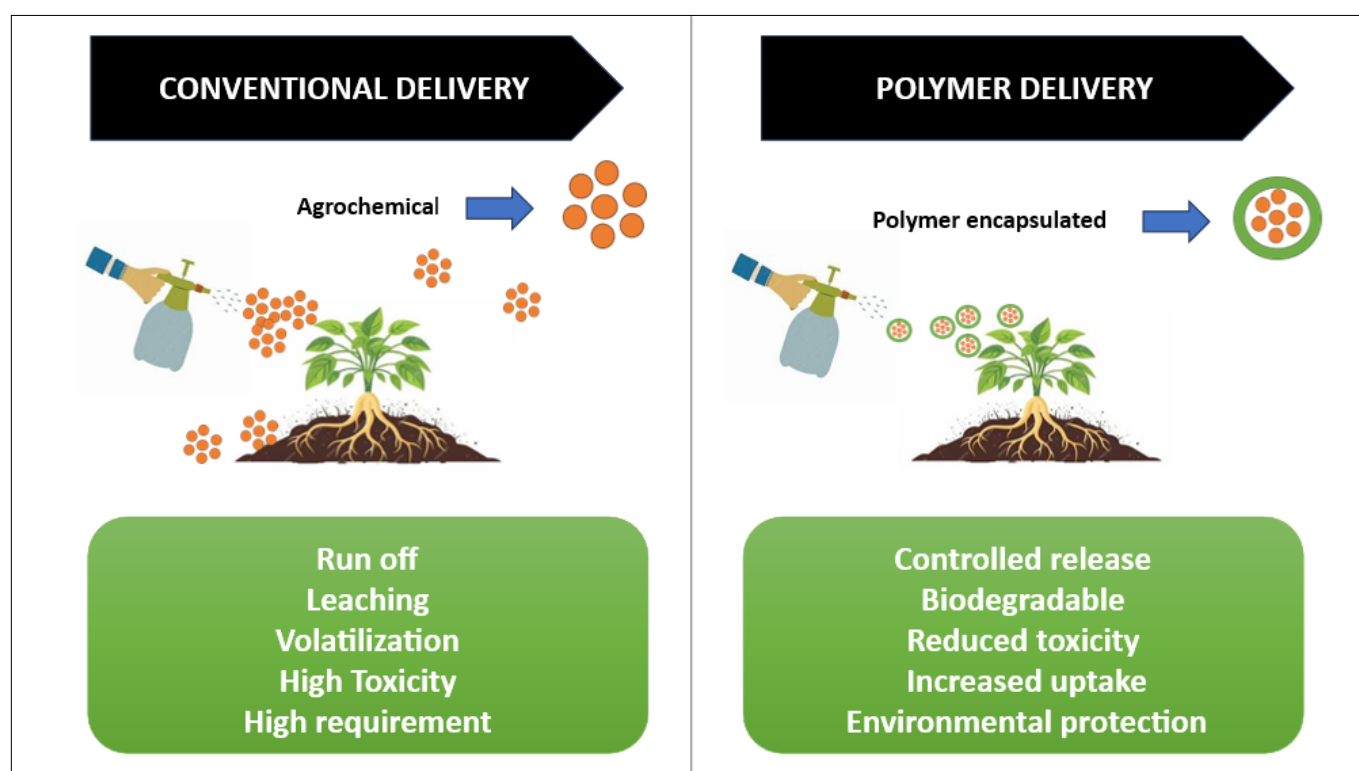 CONVENTIONAL DELIVERY
Agrochemical
Run off
Leaching
Volatilization
High Toxicity
High requirement
POLYMER DELIVERY
Polymer encapsulated
Controlled release
Biodegradable
Reduced toxicity
Increased uptake
Environmental protection